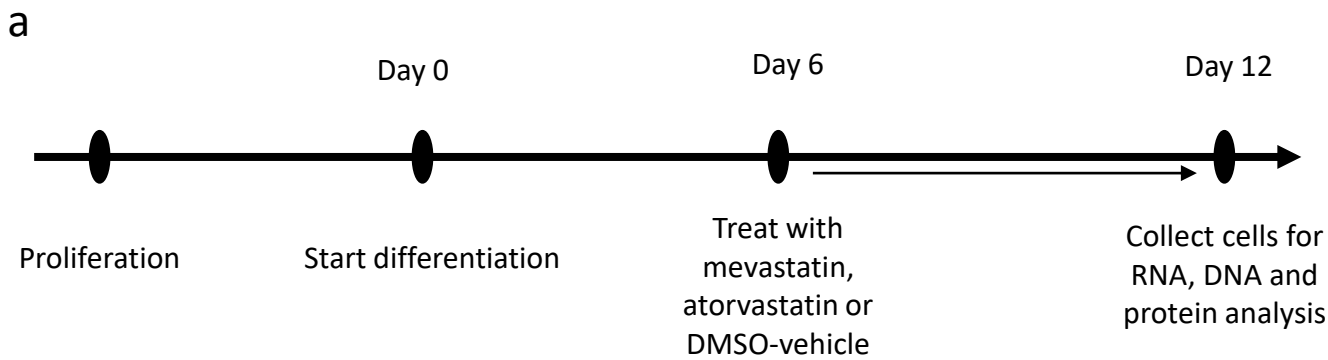 a
Day 0
Day 6
Day 12
Proliferation
Start differentiation
Treat with
mevastatin,
atorvastatin or
DMSO-vehicle
Collect cells for
RNA, DNA and
protein analysis